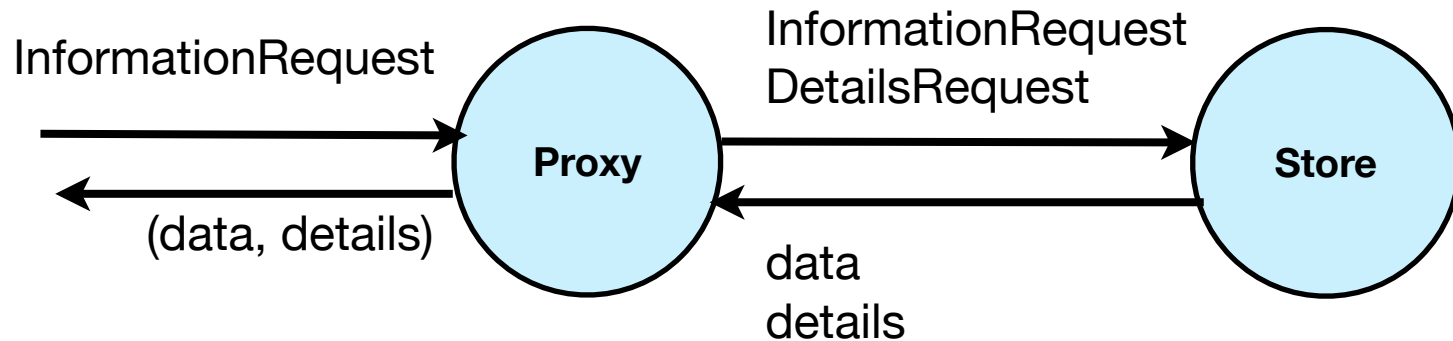 InformationRequest
(data, details)
Proxy
InformationRequest
DetailsRequest
data
details
Store